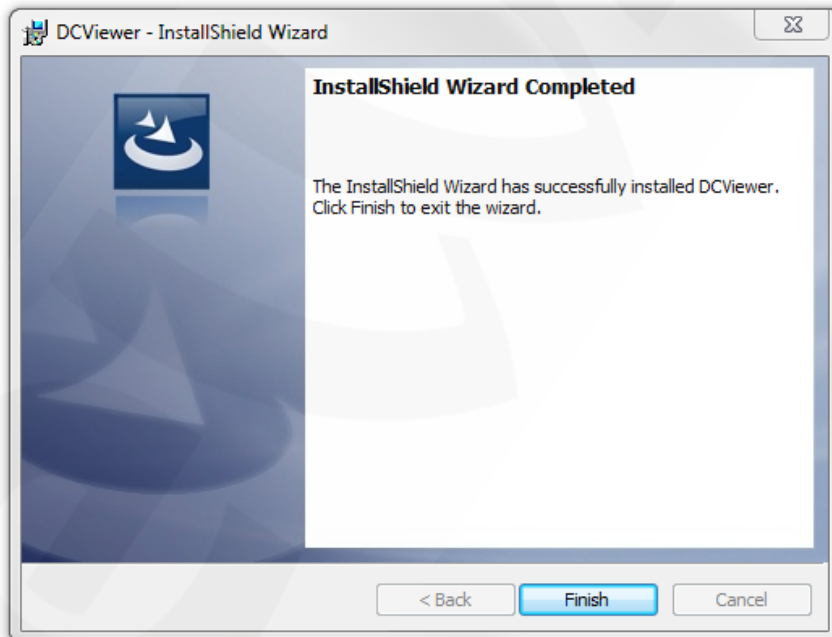 DCViewer - InstallShield Wizard
InstallShield Wizard Completed
The InstallShield Wizard has successfully installed DCViewer.
Click Finish to exit the wizard.
< Back
Finish
Cancel